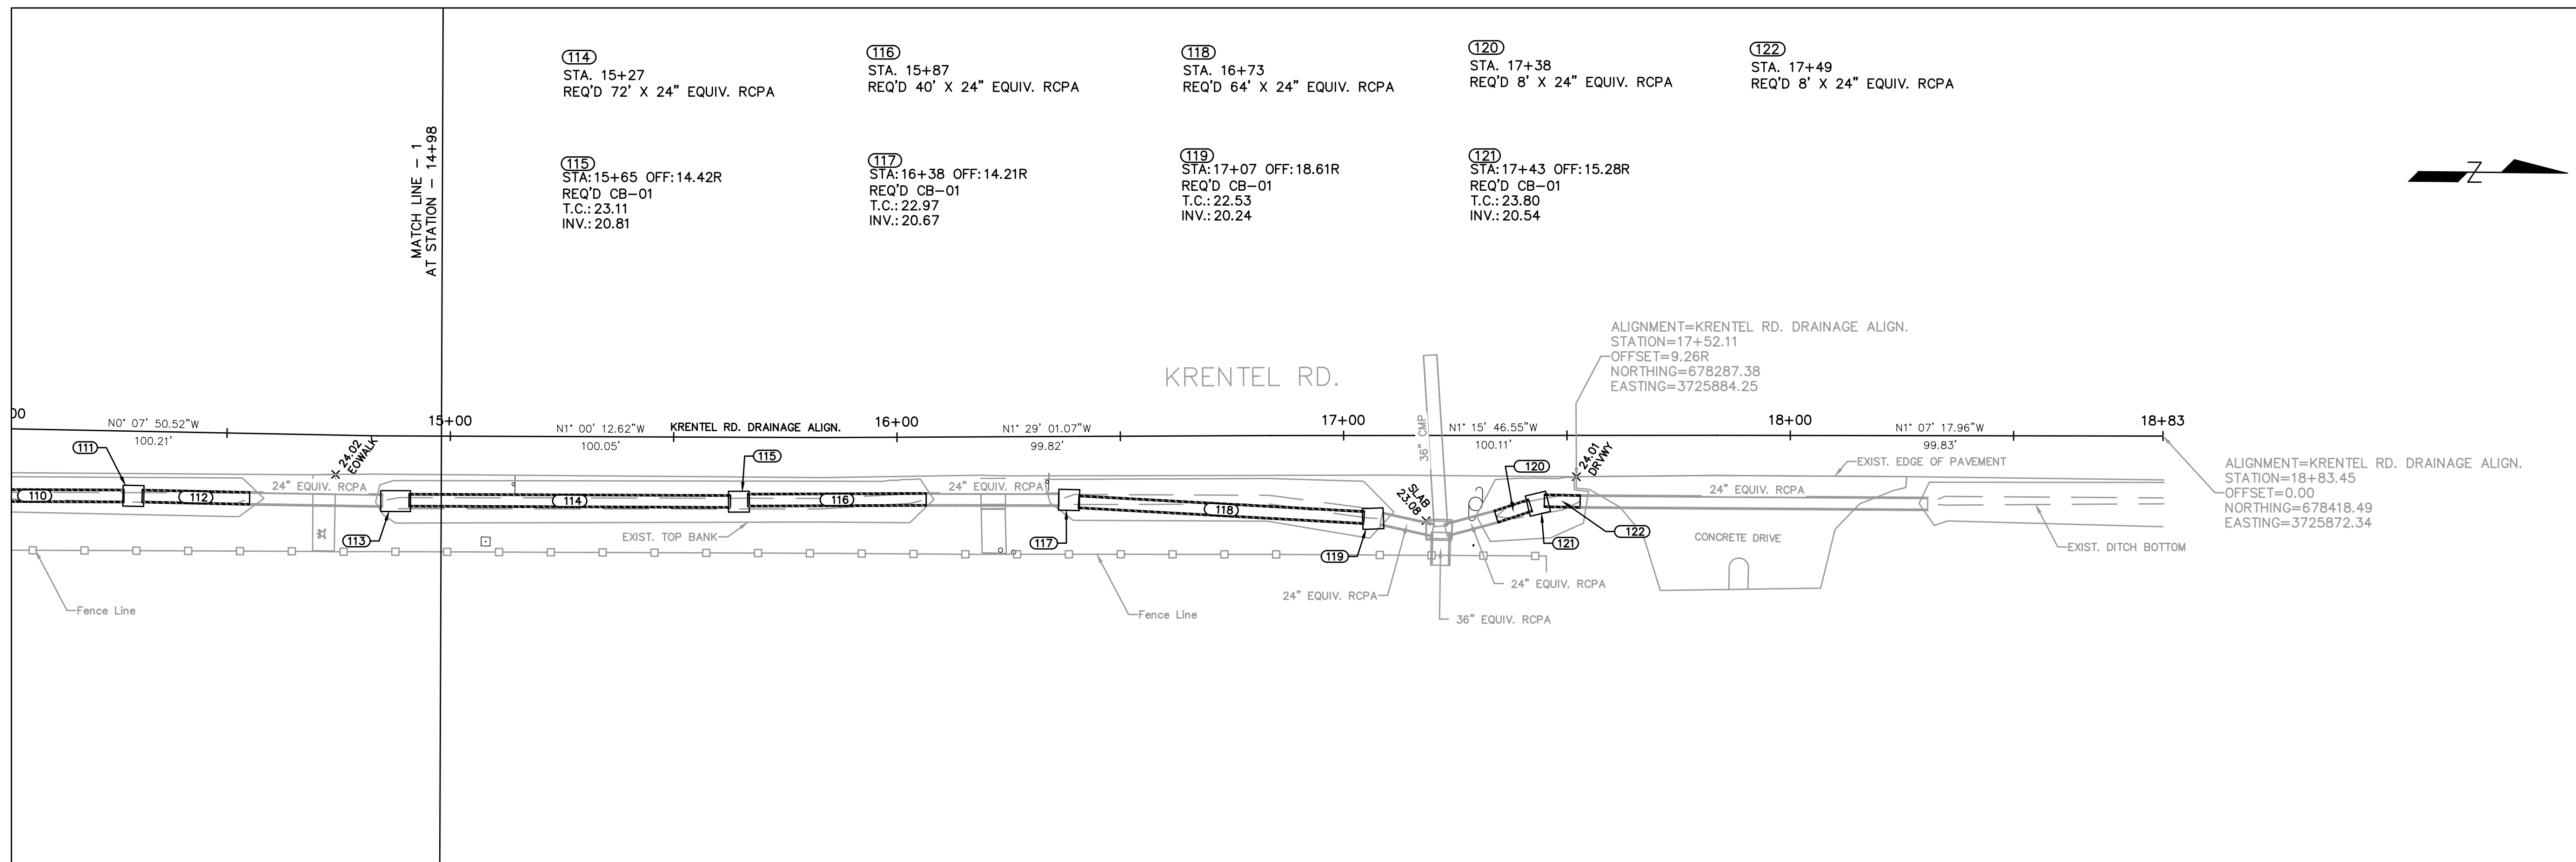 114
STA. 15+27
REQ'D 72' X 24" EQUIV. RCPA
116
STA. 15+87
REQ'D 40' X 24" EQUIV. RCPA
118
STA. 16+73
REQ'D 64' X 24" EQUIV. RCPA
120
STA. 17+38
REQ'D 8' X 24" EQUIV. RCPA
122
STA. 17+49
REQ'D 8' X 24" EQUIV. RCPA
MATCH LINE - 1
AT STATION - 14+98
115
STA:15+65 OFF:14.42R
REQ'D CB-01
T.C.:23.11
INV.:20.81
117
STA:16+38 OFF:14.21R
REQ'D CB-01
T.C.:22.97
INV.:20.67
119
STA:17+07 OFF:18.61R
REQ'D CB-01
T.C.:22.53
INV.:20.24
121
STA:17+43 OFF:15.28R
REQ'D CB-01
T.C.:23.80
INV.:20.54
Z
ALIGNMENT=KRENTEL RD. DRAINAGE ALIGN.
STATION=17+52.11
OFFSET=9.26R
NORTHING=678287.38
EASTING=3725884.25
KRENTEL RD.
00
N0° 07' 50.52"W
100.21'
15+00
N1° 00' 12.62"W
100.05'
KRENTEL RD. DRAINAGE ALIGN.
16+00
N1° 29' 01.07"W
99.82'
17+00
36" CMP
N1° 15' 46.55"W
100.11'
18+00
N1° 07' 17.96"W
99.83'
18+83
111
24.02
EOWALK
115
120
24.01
DRVWY
EXIST. EDGE OF PAVEMENT
ALIGNMENT=KRENTEL RD. DRAINAGE ALIGN.
STATION=18+83.45
OFFSET=0.00
NORTHING=678418.49
EASTING=3725872.34
110
112
24" EQUIV. RCPA
114
116
24" EQUIV. RCPA
118
SLAB
23.08
24" EQUIV. RCPA
113
EXIST. TOP BANK
117
119
121
122
CONCRETE DRIVE
EXIST. DITCH BOTTOM
Fence Line
Fence Line
24" EQUIV. RCPA
24" EQUIV. RCPA
36" EQUIV. RCPA